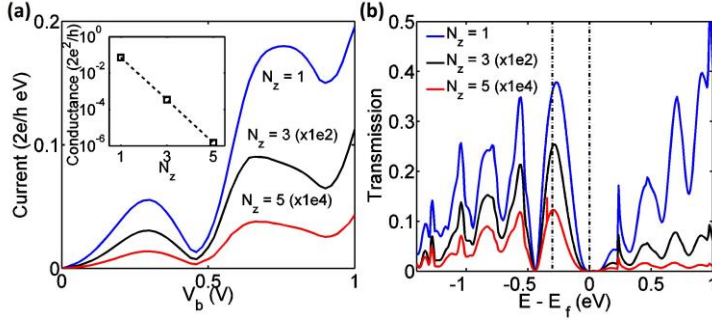 (a)
0.2
0.1
0
Current (2e/h eV)
10^0
10^-2
10^-4
10^-6
Conductance (2e^2/h)
1 3 5
N_z
N_z = 1
N_z = 3 (x1e2)
N_z = 5 (x1e4)
0 0.5 1
V_b (V)
(b)
0.5
0.4
0.3
0.2
0.1
0
Transmission
N_z = 1
N_z = 3 (x1e2)
N_z = 5 (x1e4)
-1 -0.5 0 0.5 1
E - E_f (eV)